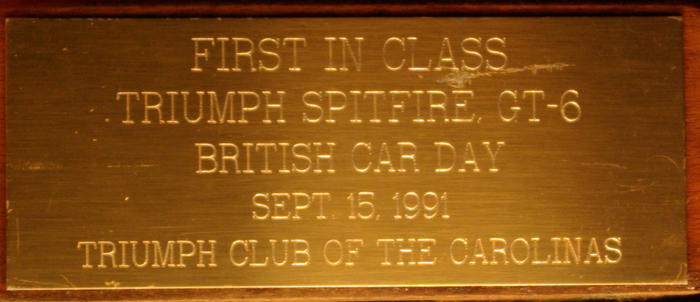 FIRST IN CLASS
TRIUMPH SPITFIRE, GT-6
BRITISH CAR DAY
SEPT. 15, 1991
TRIUMPH CLUB OF THE CAROLINAS